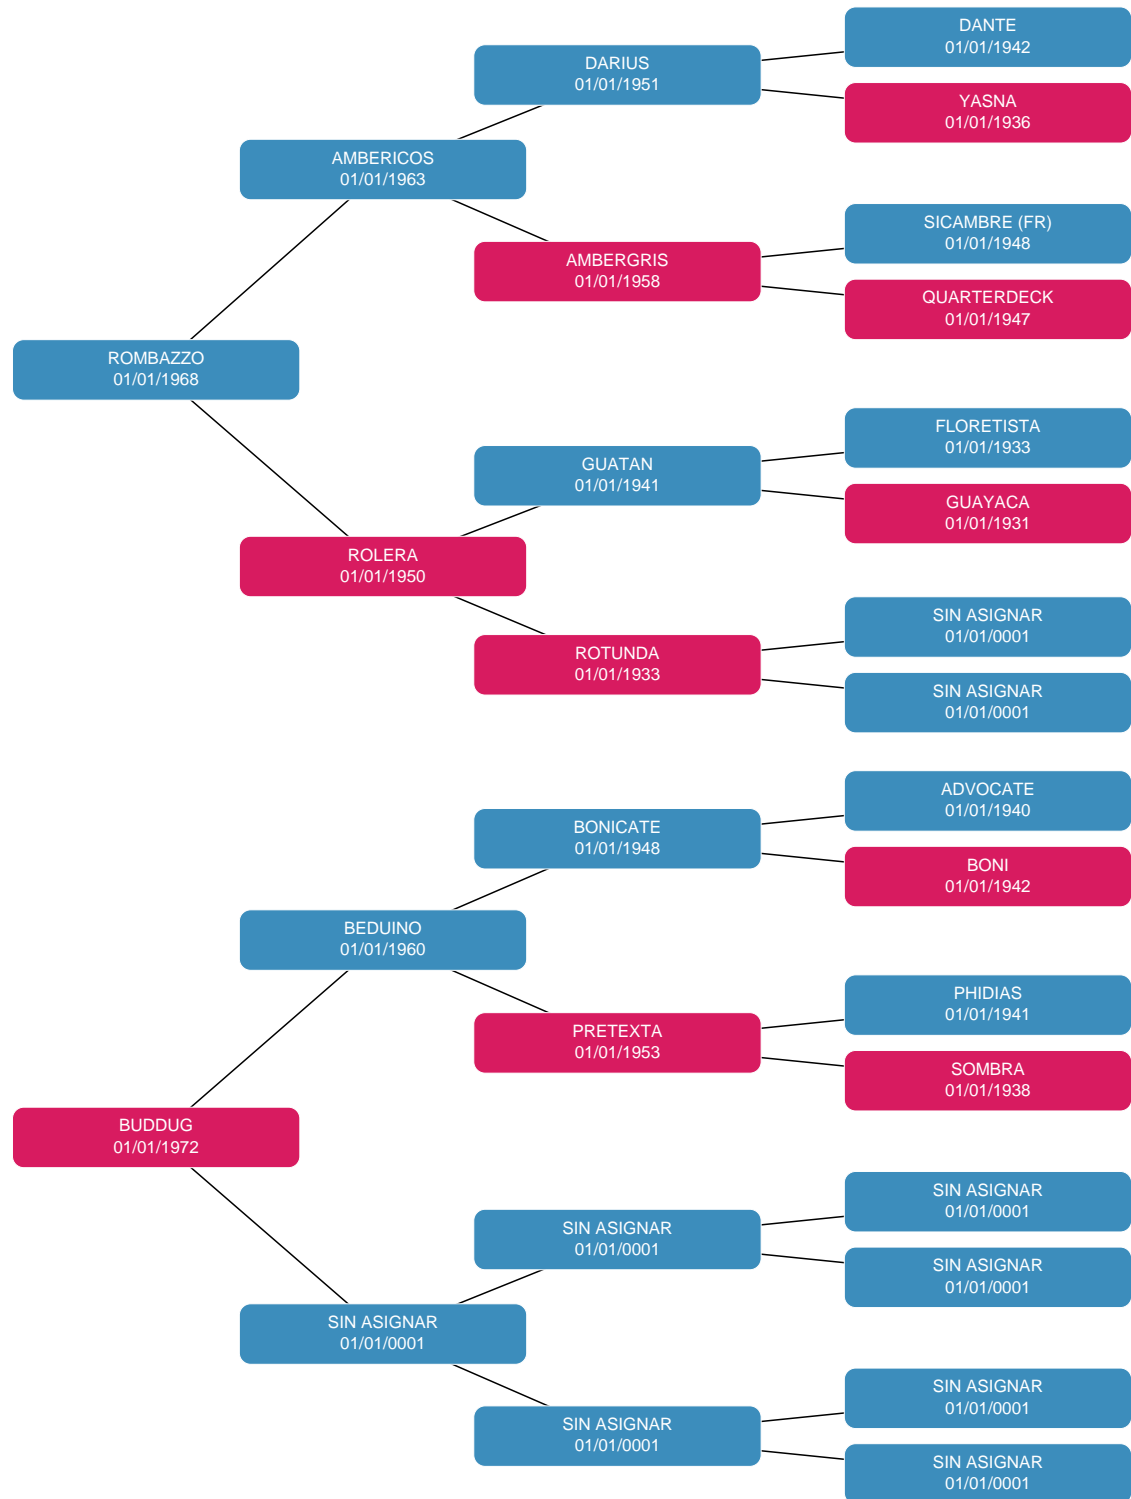 DANTE
01/01/1942
DARIUS
01/01/1951
YASNA
01/01/1936
AMBERICOS
01/01/1963
SICAMBRE (FR)
01/01/1948
AMBERGRIS
01/01/1958
QUARTERDECK
01/01/1947
ROMBAZZO
01/01/1968
FLORETISTA
01/01/1933
GUATAN
01/01/1941
GUAYACA
01/01/1931
ROLERA
01/01/1950
SIN ASIGNAR
01/01/0001
ROTUNDA
01/01/1933
SIN ASIGNAR
01/01/0001
ADVOCATE
01/01/1940
BONICATE
01/01/1948
BONI
01/01/1942
BEDUINO
01/01/1960
PHIDIAS
01/01/1941
PRETEXTA
01/01/1953
SOMBRA
01/01/1938
BUDDUG
01/01/1972
SIN ASIGNAR
01/01/0001
SIN ASIGNAR
01/01/0001
SIN ASIGNAR
01/01/0001
SIN ASIGNAR
01/01/0001
SIN ASIGNAR
01/01/0001
SIN ASIGNAR
01/01/0001
SIN ASIGNAR
01/01/0001